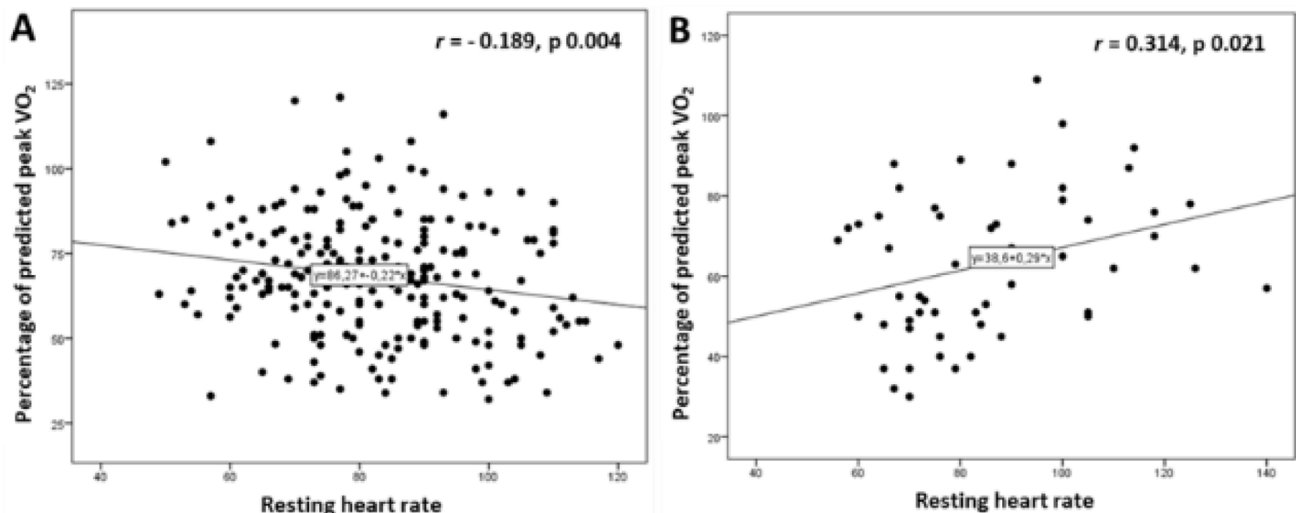 A
r = - 0.189, p 0.004
Percentage of predicted peak VO₂
125
100
75
50
25
y=86,27+-0,22*x
40
60
80
100
120
Resting heart rate
B
r = 0.314, p 0.021
Percentage of predicted peak VO₂
120
100
80
60
40
20
y=38,6+0,29*x
40
60
80
100
120
140
Resting heart rate